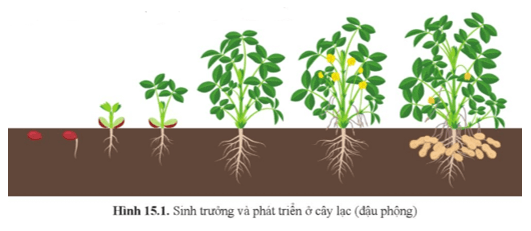 Hình 15.1. Sinh trưởng và phát triển ở cây lạc (đậu phộng)